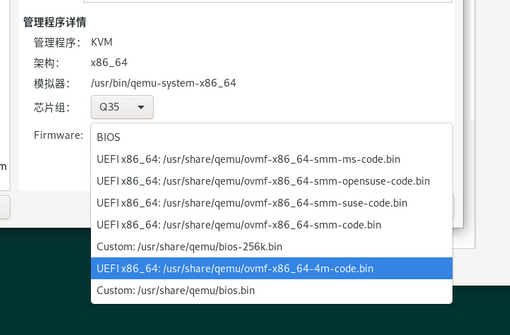 管理程序详情
管理程序: KVM
架构: x86_64
模拟器: /usr/bin/qemu-system-x86_64
芯片组: Q35
Firmware:
BIOS
UEFI x86_64: /usr/share/qemu/ovmf-x86_64-smm-ms-code.bin
UEFI x86_64: /usr/share/qemu/ovmf-x86_64-smm-opensuse-code.bin
UEFI x86_64: /usr/share/qemu/ovmf-x86_64-smm-suse-code.bin
UEFI x86_64: /usr/share/qemu/ovmf-x86_64-smm-code.bin
Custom: /usr/share/qemu/bios-256k.bin
UEFI x86_64: /usr/share/qemu/ovmf-x86_64-4m-code.bin
Custom: /usr/share/qemu/bios.bin
m